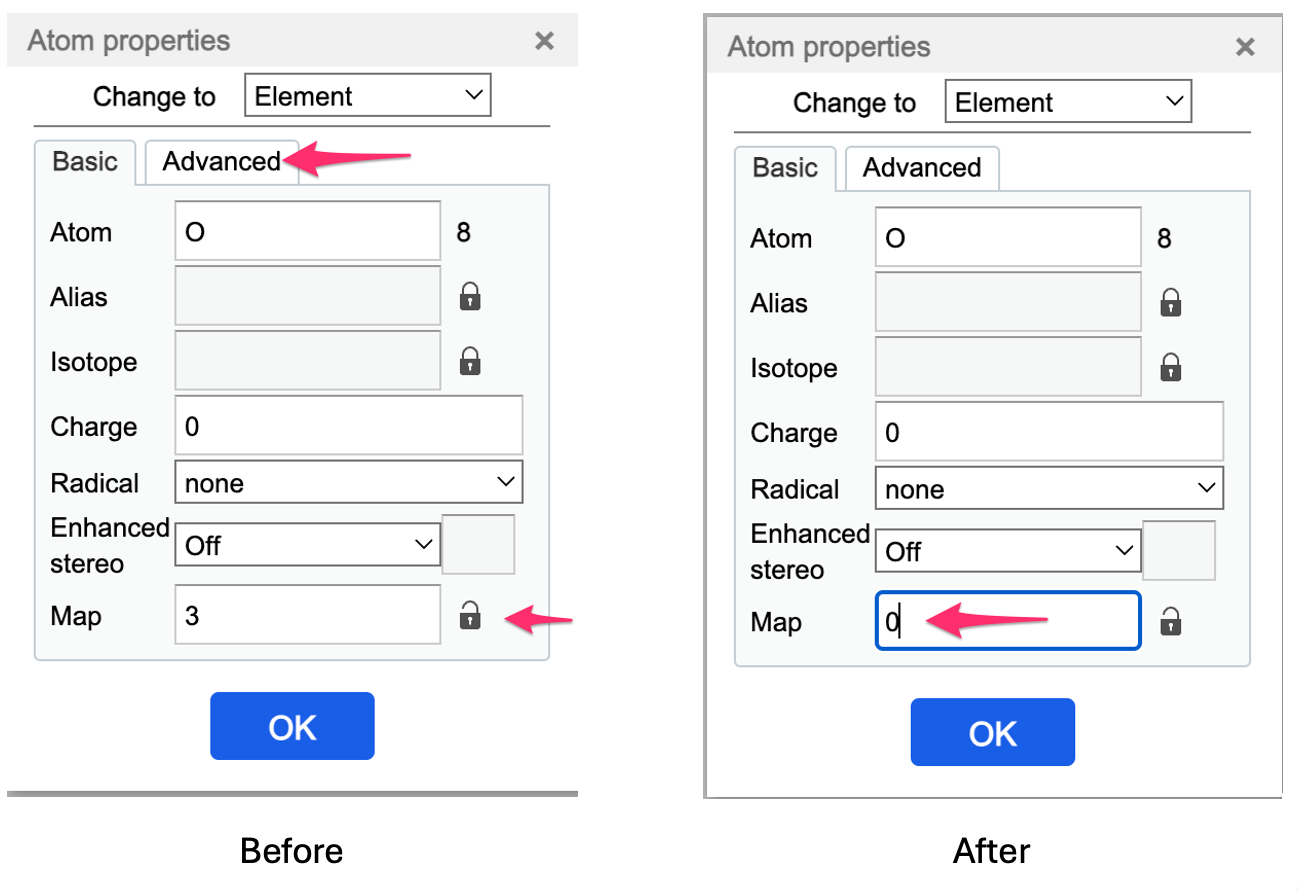 Atom properties ×
Change to Element
Basic Advanced
Atom O 8
Alias
Isotope
Charge 0
Radical none
Enhanced
stereo Off
Map 3
OK
Before
Atom properties ×
Change to Element
Basic Advanced
Atom O 8
Alias
Isotope
Charge 0
Radical none
Enhanced
stereo Off
Map 0
OK
After